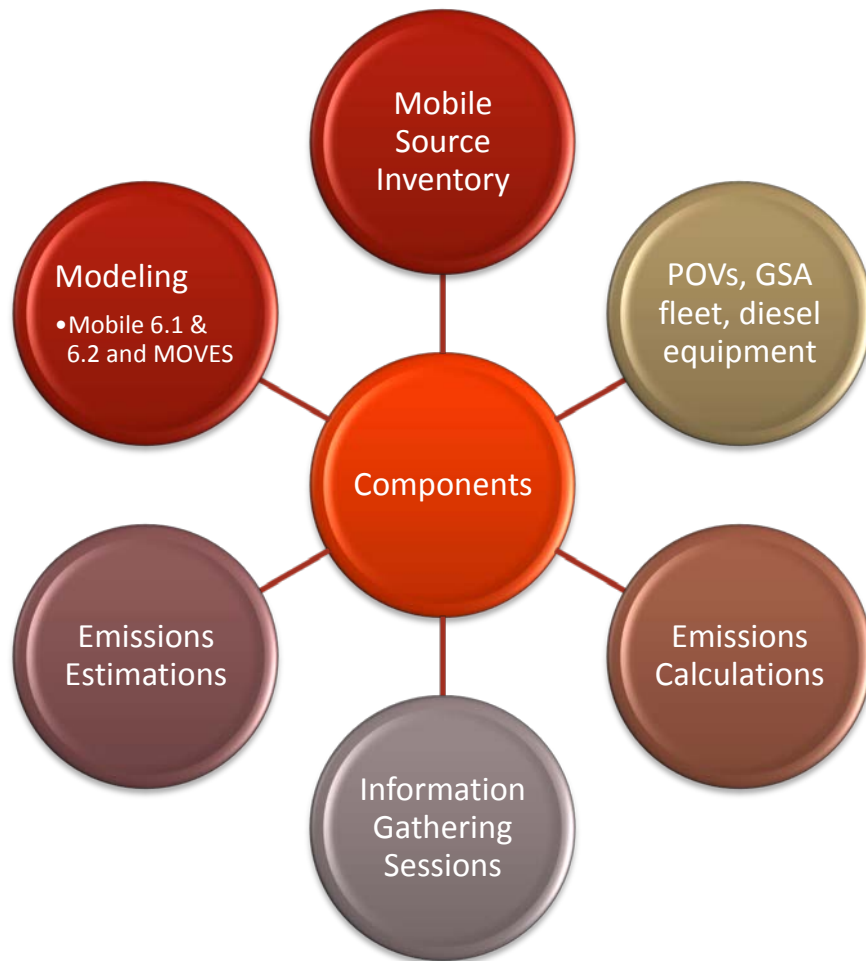 Mobile
Source
Inventory
POVs, GSA
fleet, diesel
equipment
Emissions
Calculations
Information
Gathering
Sessions
Emissions
Estimations
Modeling
•Mobile 6.1 &
6.2 and MOVES
Components